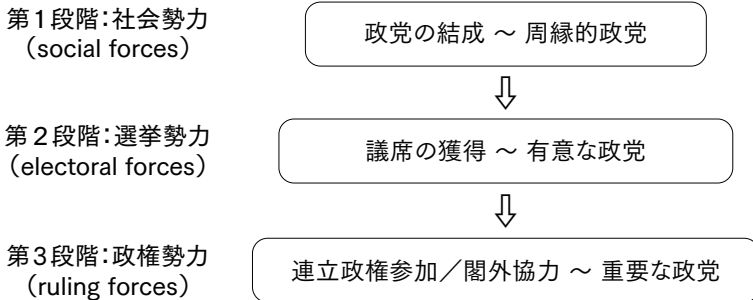 第1段階：社会勢力
（social forces）
政党の結成 ～ 周縁的政党
⇩
第2段階：選挙勢力
（electoral forces）
議席の獲得 ～ 有意な政党
⇩
第3段階：政権勢力
（ruling forces）
連立政権参加／閣外協力 ～ 重要な政党